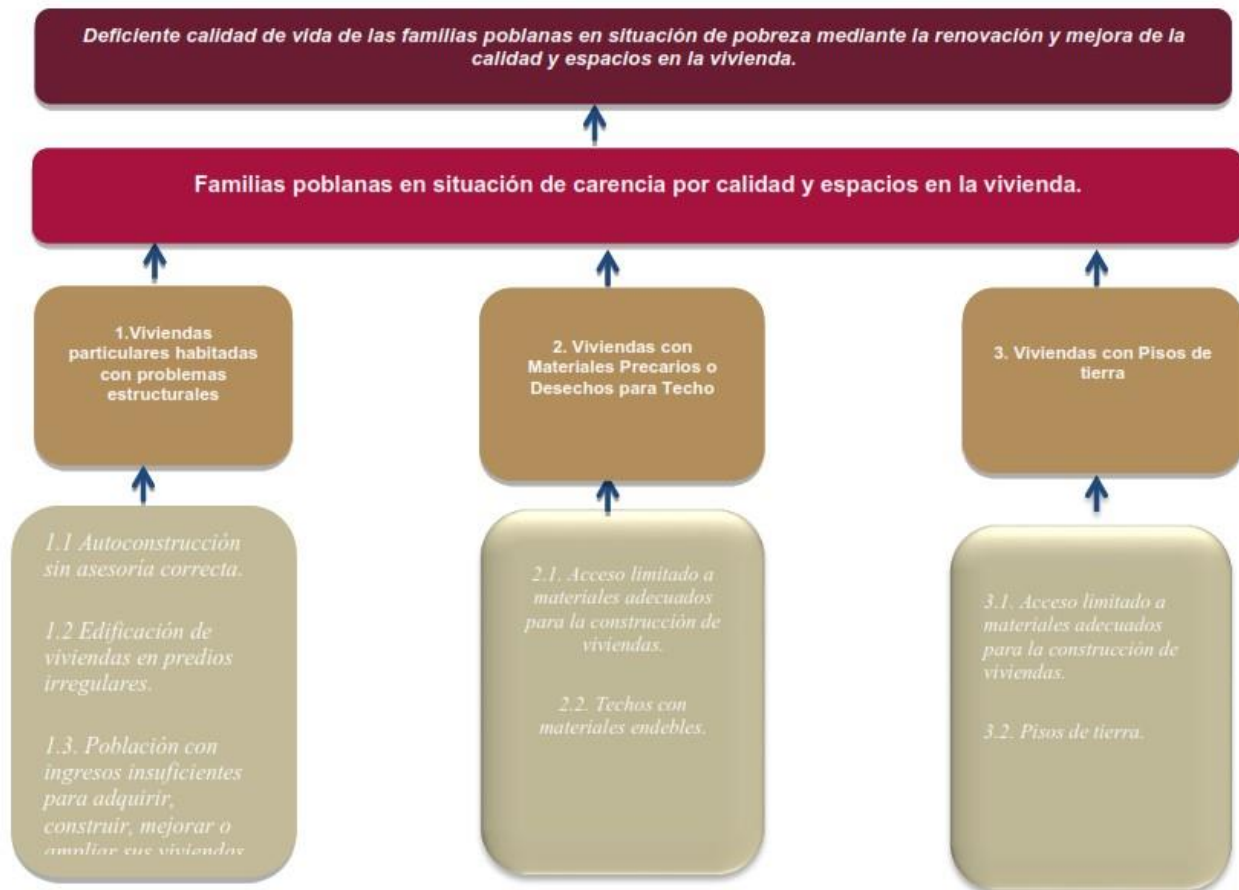 Deficiente calidad de vida de las familias poblanas en situación de pobreza mediante la renovación y mejora de la
calidad y espacios en la vivienda.
Familias poblanas en situación de carencia por calidad y espacios en la vivienda.
1.Viviendas
particulares habitadas
con problemas
estructurales
2. Viviendas con
Materiales Precarios o
Desechos para Techo
3. Viviendas con Pisos de
tierra
1.1 Autoconstrucción
sin asesoría correcta.
1.2 Edificación de
viviendas en predios
irregulares.
1.3. Población con
ingresos insuficientes
para adquirir,
construir, mejorar o
ampliar sus viviendas
2.1. Acceso limitado a
materiales adecuados
para la construcción de
viviendas.
2.2. Techos con
materiales endebles.
3.1. Acceso limitado a
materiales adecuados
para la construcción de
viviendas.
3.2. Pisos de tierra.